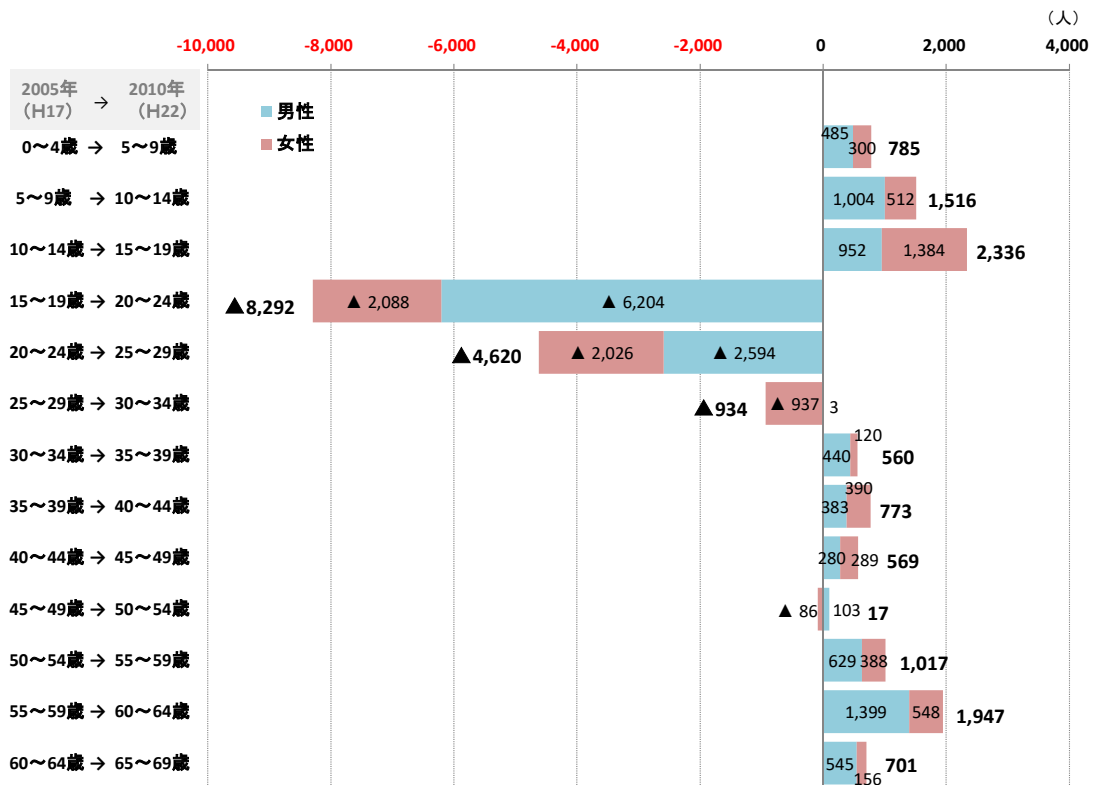 （人）
-10,000 -8,000 -6,000 -4,000 -2,000 0 2,000 4,000
2005年 → 2010年
（H17） （H22）
男性
女性
0～4歳 → 5～9歳 485 300 785
5～9歳 → 10～14歳 1,004 512 1,516
10～14歳 → 15～19歳 952 1,384 2,336
15～19歳 → 20～24歳 ▲8,292 ▲ 2,088 ▲ 6,204
20～24歳 → 25～29歳 ▲4,620 ▲ 2,026 ▲ 2,594
25～29歳 → 30～34歳 ▲934 ▲ 937 3
30～34歳 → 35～39歳 440 120 560
35～39歳 → 40～44歳 383 390 773
40～44歳 → 45～49歳 280 289 569
45～49歳 → 50～54歳 ▲ 86 103 17
50～54歳 → 55～59歳 629 388 1,017
55～59歳 → 60～64歳 1,399 548 1,947
60～64歳 → 65～69歳 545 156 701